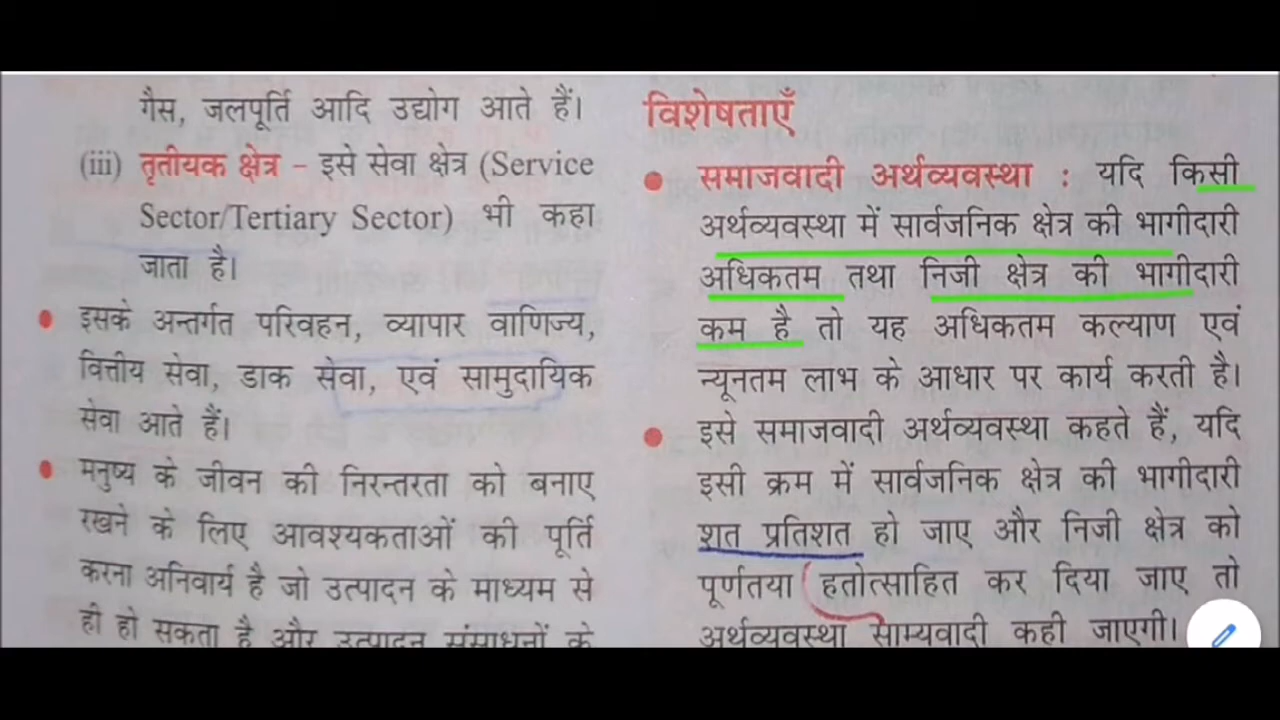 गैस, जलपूर्ति आदि उद्योग आते हैं।
(iii) तृतीयक क्षेत्र – इसे सेवा क्षेत्र (Service
Sector/Tertiary Sector) भी कहा
जाता है।
इसके अन्तर्गत परिवहन, व्यापार वाणिज्य,
वित्तीय सेवा, डाक सेवा, एवं सामुदायिक
सेवा आते हैं।
मनुष्य के जीवन की निरन्तरता को बनाए
रखने के लिए आवश्यकताओं की पूर्ति
करना अनिवार्य है जो उत्पादन के माध्यम से
ही हो सकता है और उत्पादन संसाधनों के
विशेषताएँ
समाजवादी अर्थव्यवस्था : यदि किसी
अर्थव्यवस्था में सार्वजनिक क्षेत्र की भागीदारी
अधिकतम तथा निजी क्षेत्र की भागीदारी
कम है तो यह अधिकतम कल्याण एवं
न्यूनतम लाभ के आधार पर कार्य करती है।
इसे समाजवादी अर्थव्यवस्था कहते हैं, यदि
इसी क्रम में सार्वजनिक क्षेत्र की भागीदारी
शत प्रतिशत हो जाए और निजी क्षेत्र को
पूर्णतया हतोत्साहित कर दिया जाए तो
अर्थव्यवस्था साम्यवादी कही जाएगी।